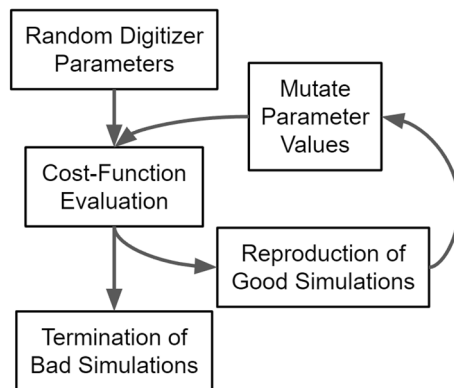 Random Digitizer
Parameters
Mutate
Parameter
Values
Cost-Function
Evaluation
Reproduction of
Good Simulations
Termination of
Bad Simulations